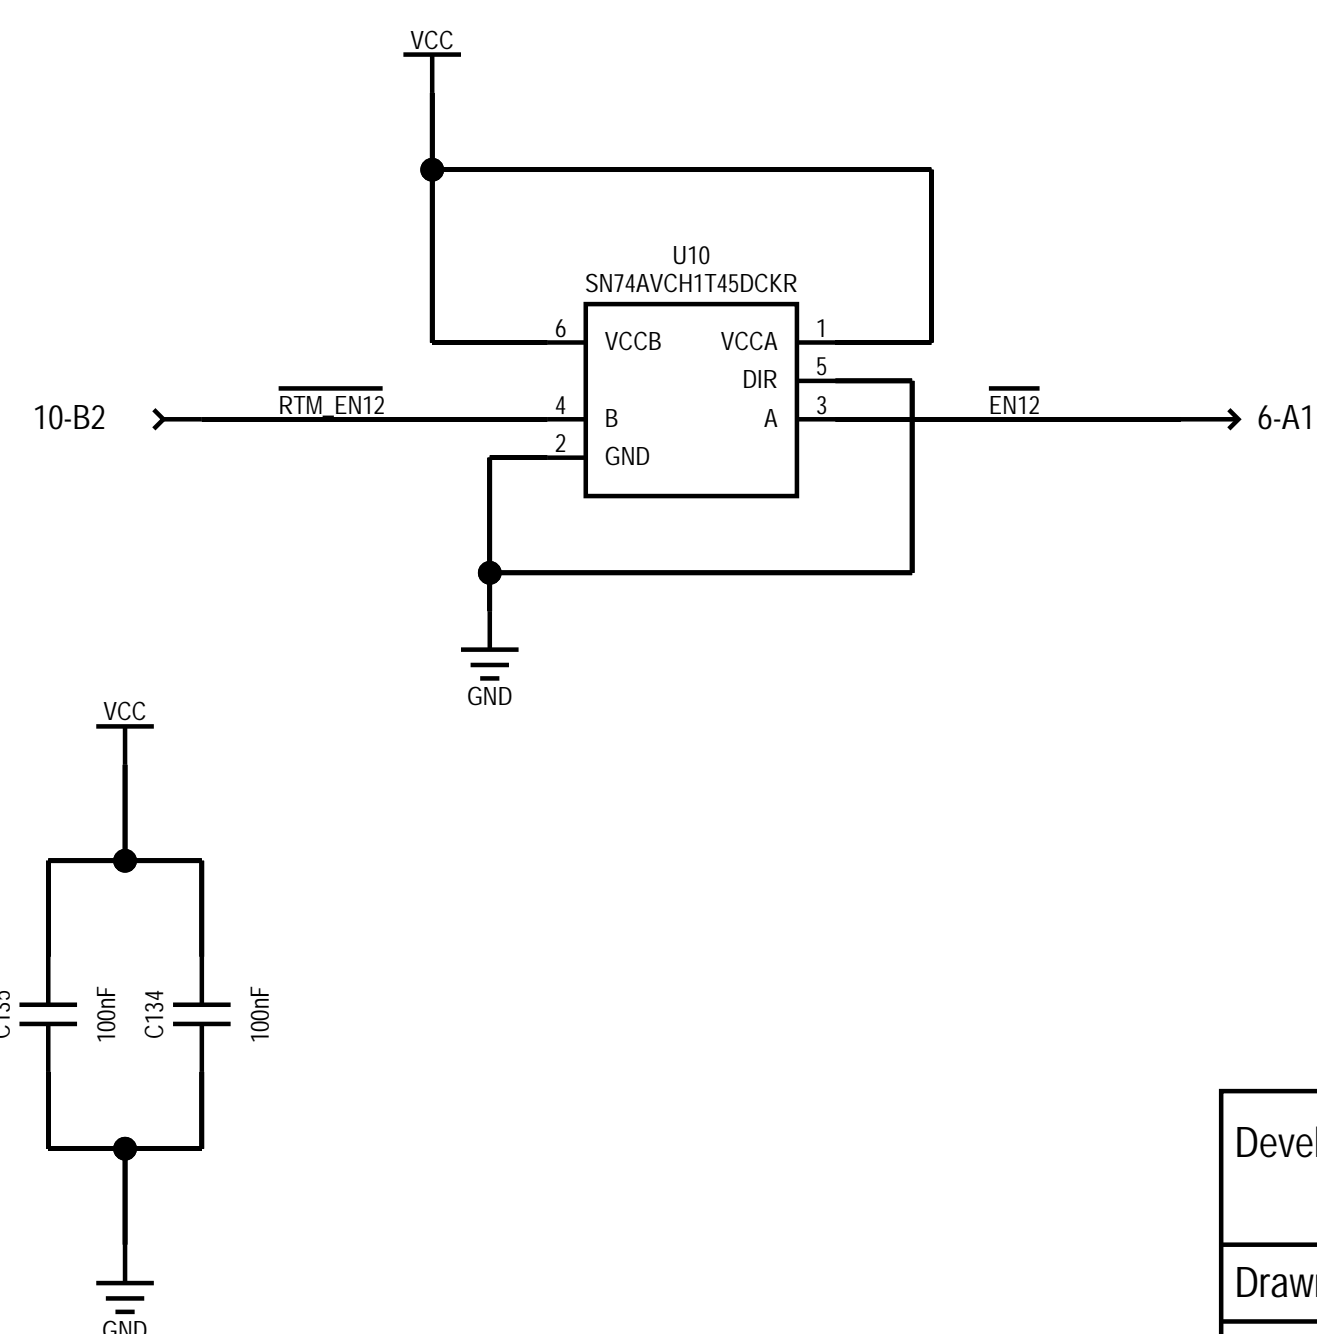 VCC
U10
SN74AVCH1T45DCKR
6 VCCB VCCA 1
DIR 5
10-B2 RTM_EN12 4 B A 3 EN12 6-A1
2 GND
GND
VCC
100nF C134 100nF
GND
Devel
Drawn